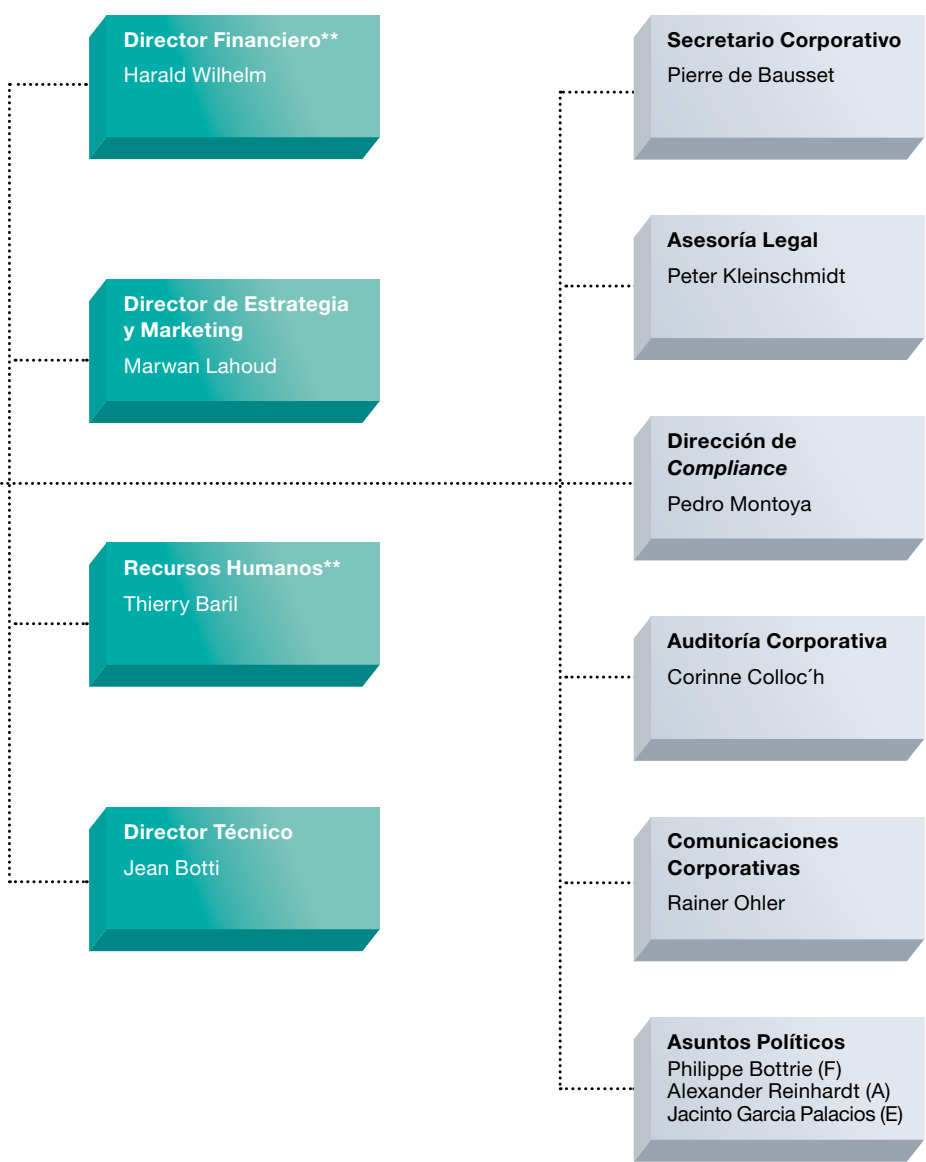 Director Financiero**
Harald Wilhelm
Director de Estrategia
y Marketing
Marwan Lahoud
Recursos Humanos**
Thierry Baril
Director Técnico
Jean Botti
Secretario Corporativo
Pierre de Bausset
Asesoría Legal
Peter Kleinschmidt
Dirección de
Compliance
Pedro Montoya
Auditoría Corporativa
Corinne Colloc´h
Comunicaciones
Corporativas
Rainer Ohler
Asuntos Políticos
Philippe Bottrie (F)
Alexander Reinhardt (A)
Jacinto Garcia Palacios (E)